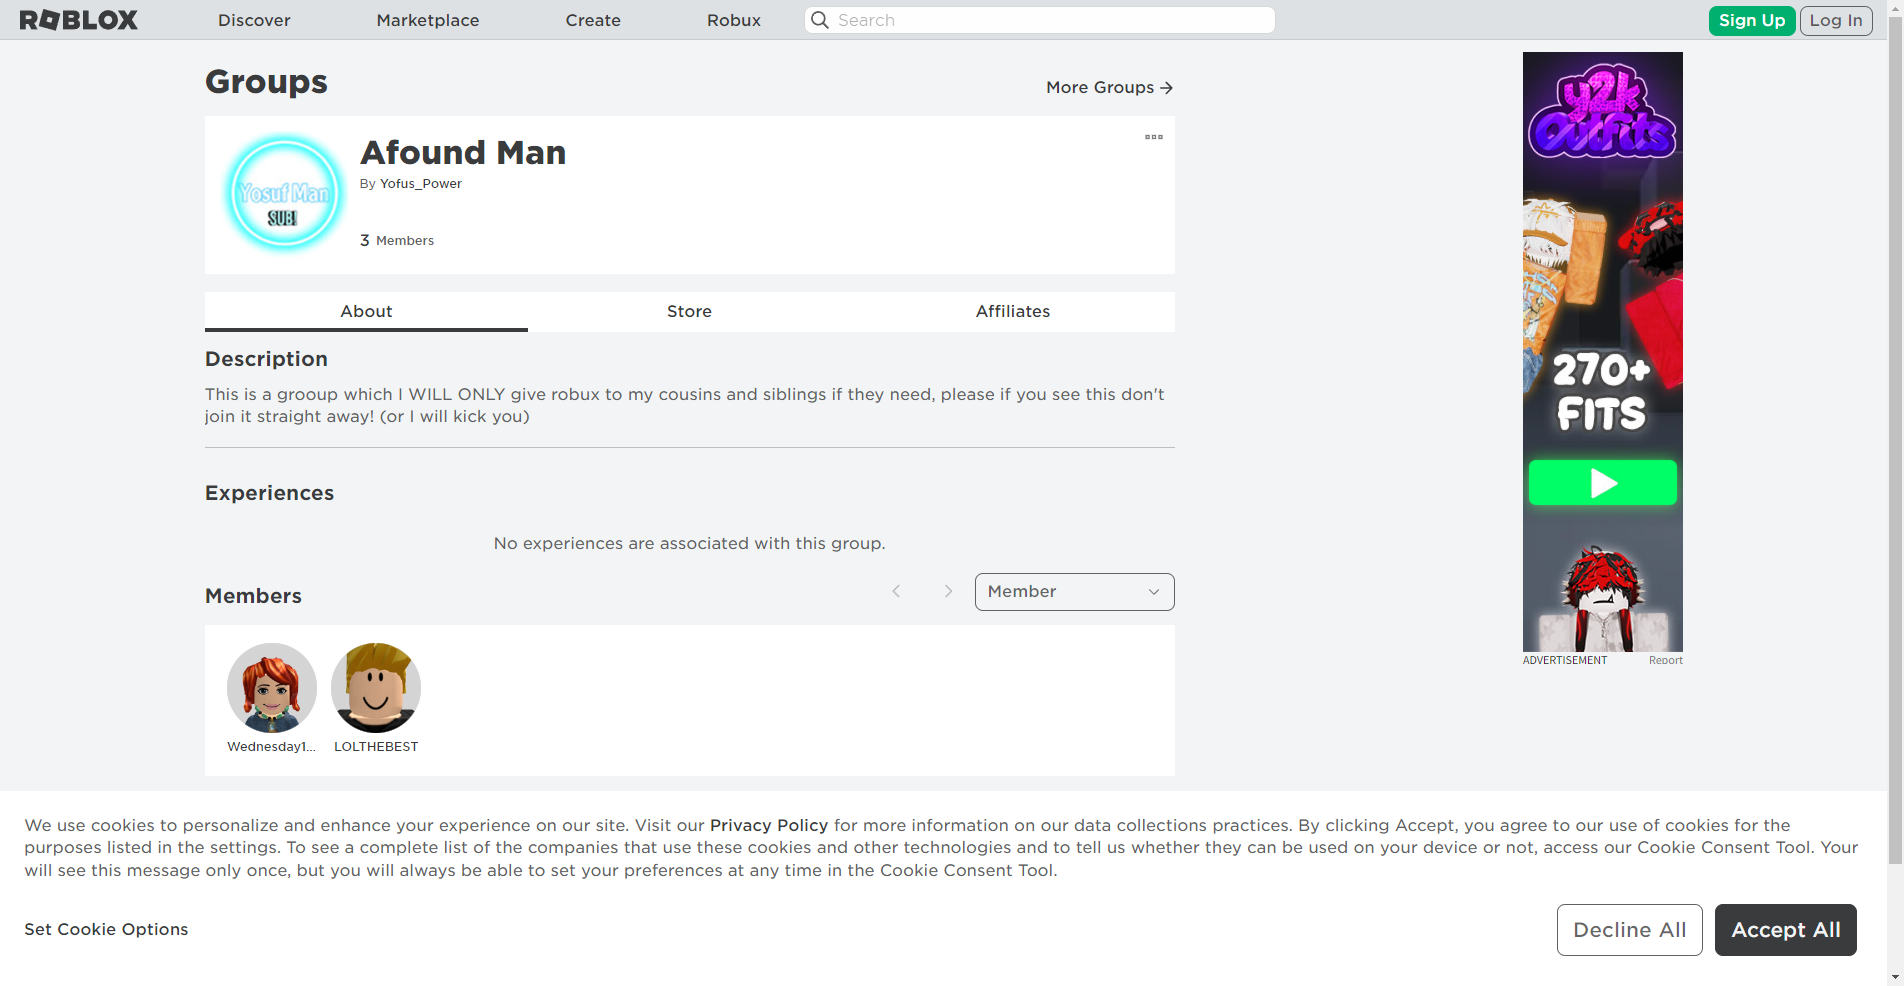 ROBLOX Discover Marketplace Create Robux Search Sign Up Log In
Groups
More Groups
Afound Man
By Yofus_Power
3 Members
Yosuf Man
SUB!
About Store Affiliates
Description
This is a grooup which I WILL ONLY give robux to my cousins and siblings if they need, please if you see this don't
join it straight away! (or I will kick you)
Experiences
No experiences are associated with this group.
Members
Member
Wednesday1... LOLTHEBEST
y2k
Outfits
270+
FITS
ADVERTISEMENT Report
We use cookies to personalize and enhance your experience on our site. Visit our Privacy Policy for more information on our data collections practices. By clicking Accept, you agree to our use of cookies for the
purposes listed in the settings. To see a complete list of the companies that use these cookies and other technologies and to tell us whether they can be used on your device or not, access our Cookie Consent Tool. Your
will see this message only once, but you will always be able to set your preferences at any time in the Cookie Consent Tool.
Set Cookie Options
Decline All Accept All